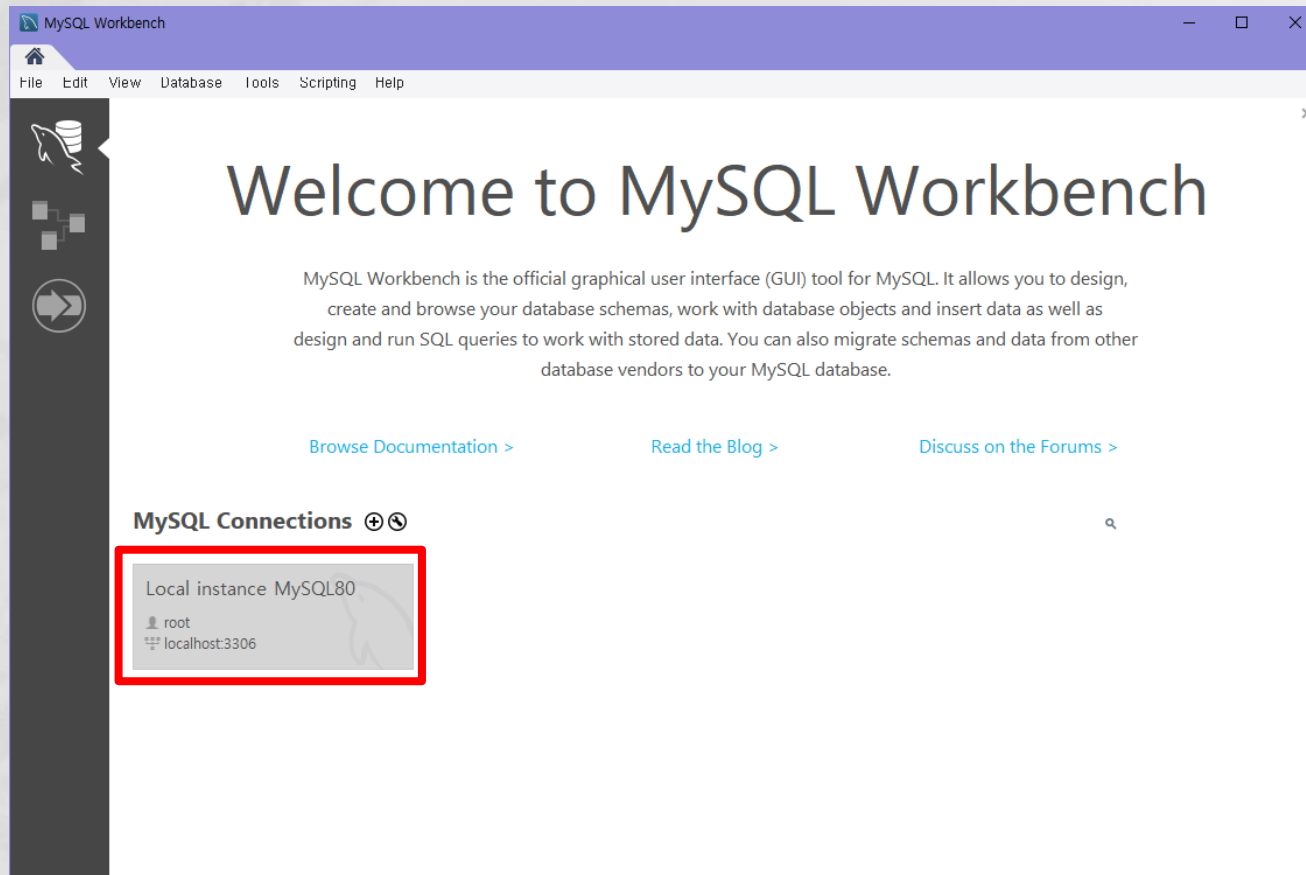 MySQL Workbench
File Edit View Database Tools Scripting Help
Welcome to MySQL Workbench
MySQL Workbench is the official graphical user interface (GUI) tool for MySQL. It allows you to design,
create and browse your database schemas, work with database objects and insert data as well as
design and run SQL queries to work with stored data. You can also migrate schemas and data from other
database vendors to your MySQL database.
Browse Documentation > Read the Blog > Discuss on the Forums >
MySQL Connections
Local instance MySQL80
root
localhost:3306